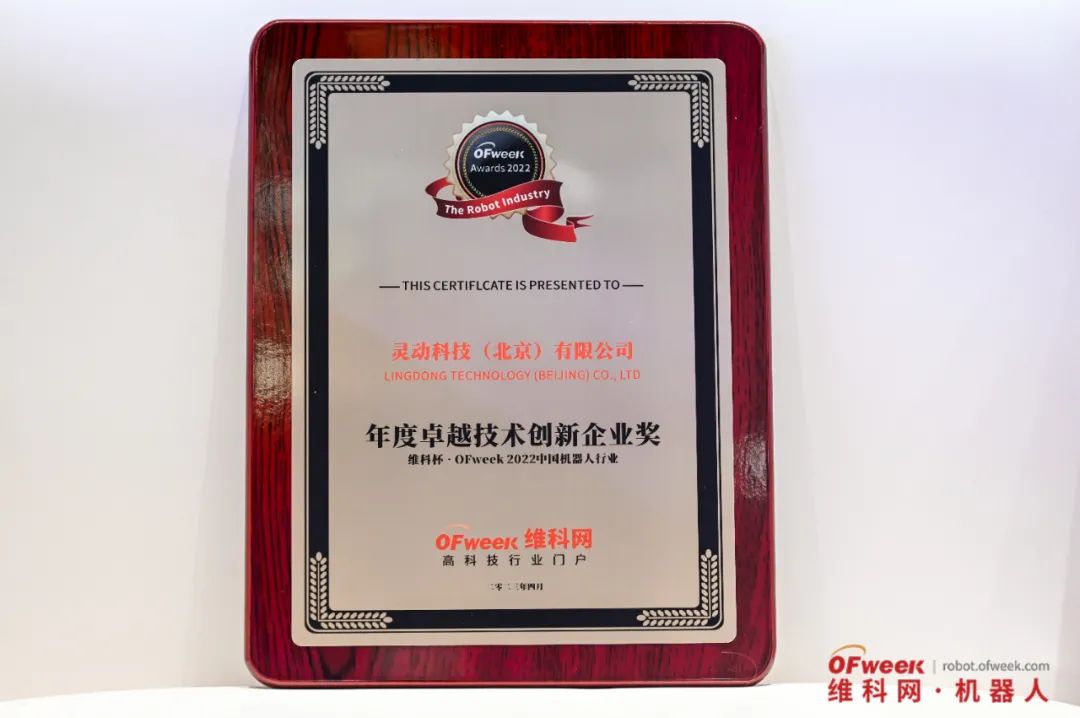 OFweek
Awards 2022
The Robot Industry
THIS CERTIFLCATE IS PRESENTED TO
灵动科技（北京）有限公司
LINGDONG TECHNOLOGY (BEIJING) CO., LTD
年度卓越技术创新企业奖
维科杯·OFweek 2022中国机器人行业
OFweek 维科网
高科技行业门户
二零二三年四月
OFweek | robot.ofweek.com
维科网·机器人